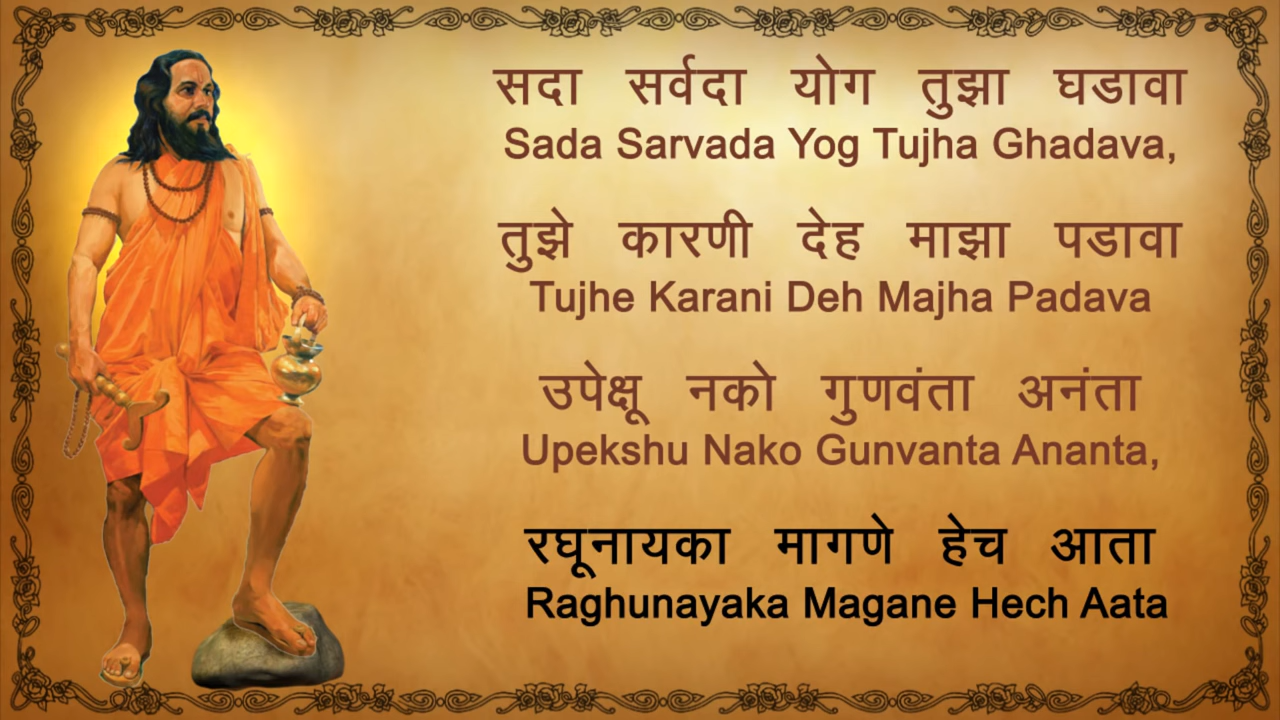 सदा सर्वदा योग तुझा घडावा
Sada Sarvada Yog Tujha Ghadava,
तुझे कारणी देह माझा पडावा
Tujhe Karani Deh Majha Padava
उपेक्षू नको गुणवंता अनंता
Upekshu Nako Gunvanta Ananta,
रघूनायका मागणे हेच आता
Raghunayaka Magane Hech Aata